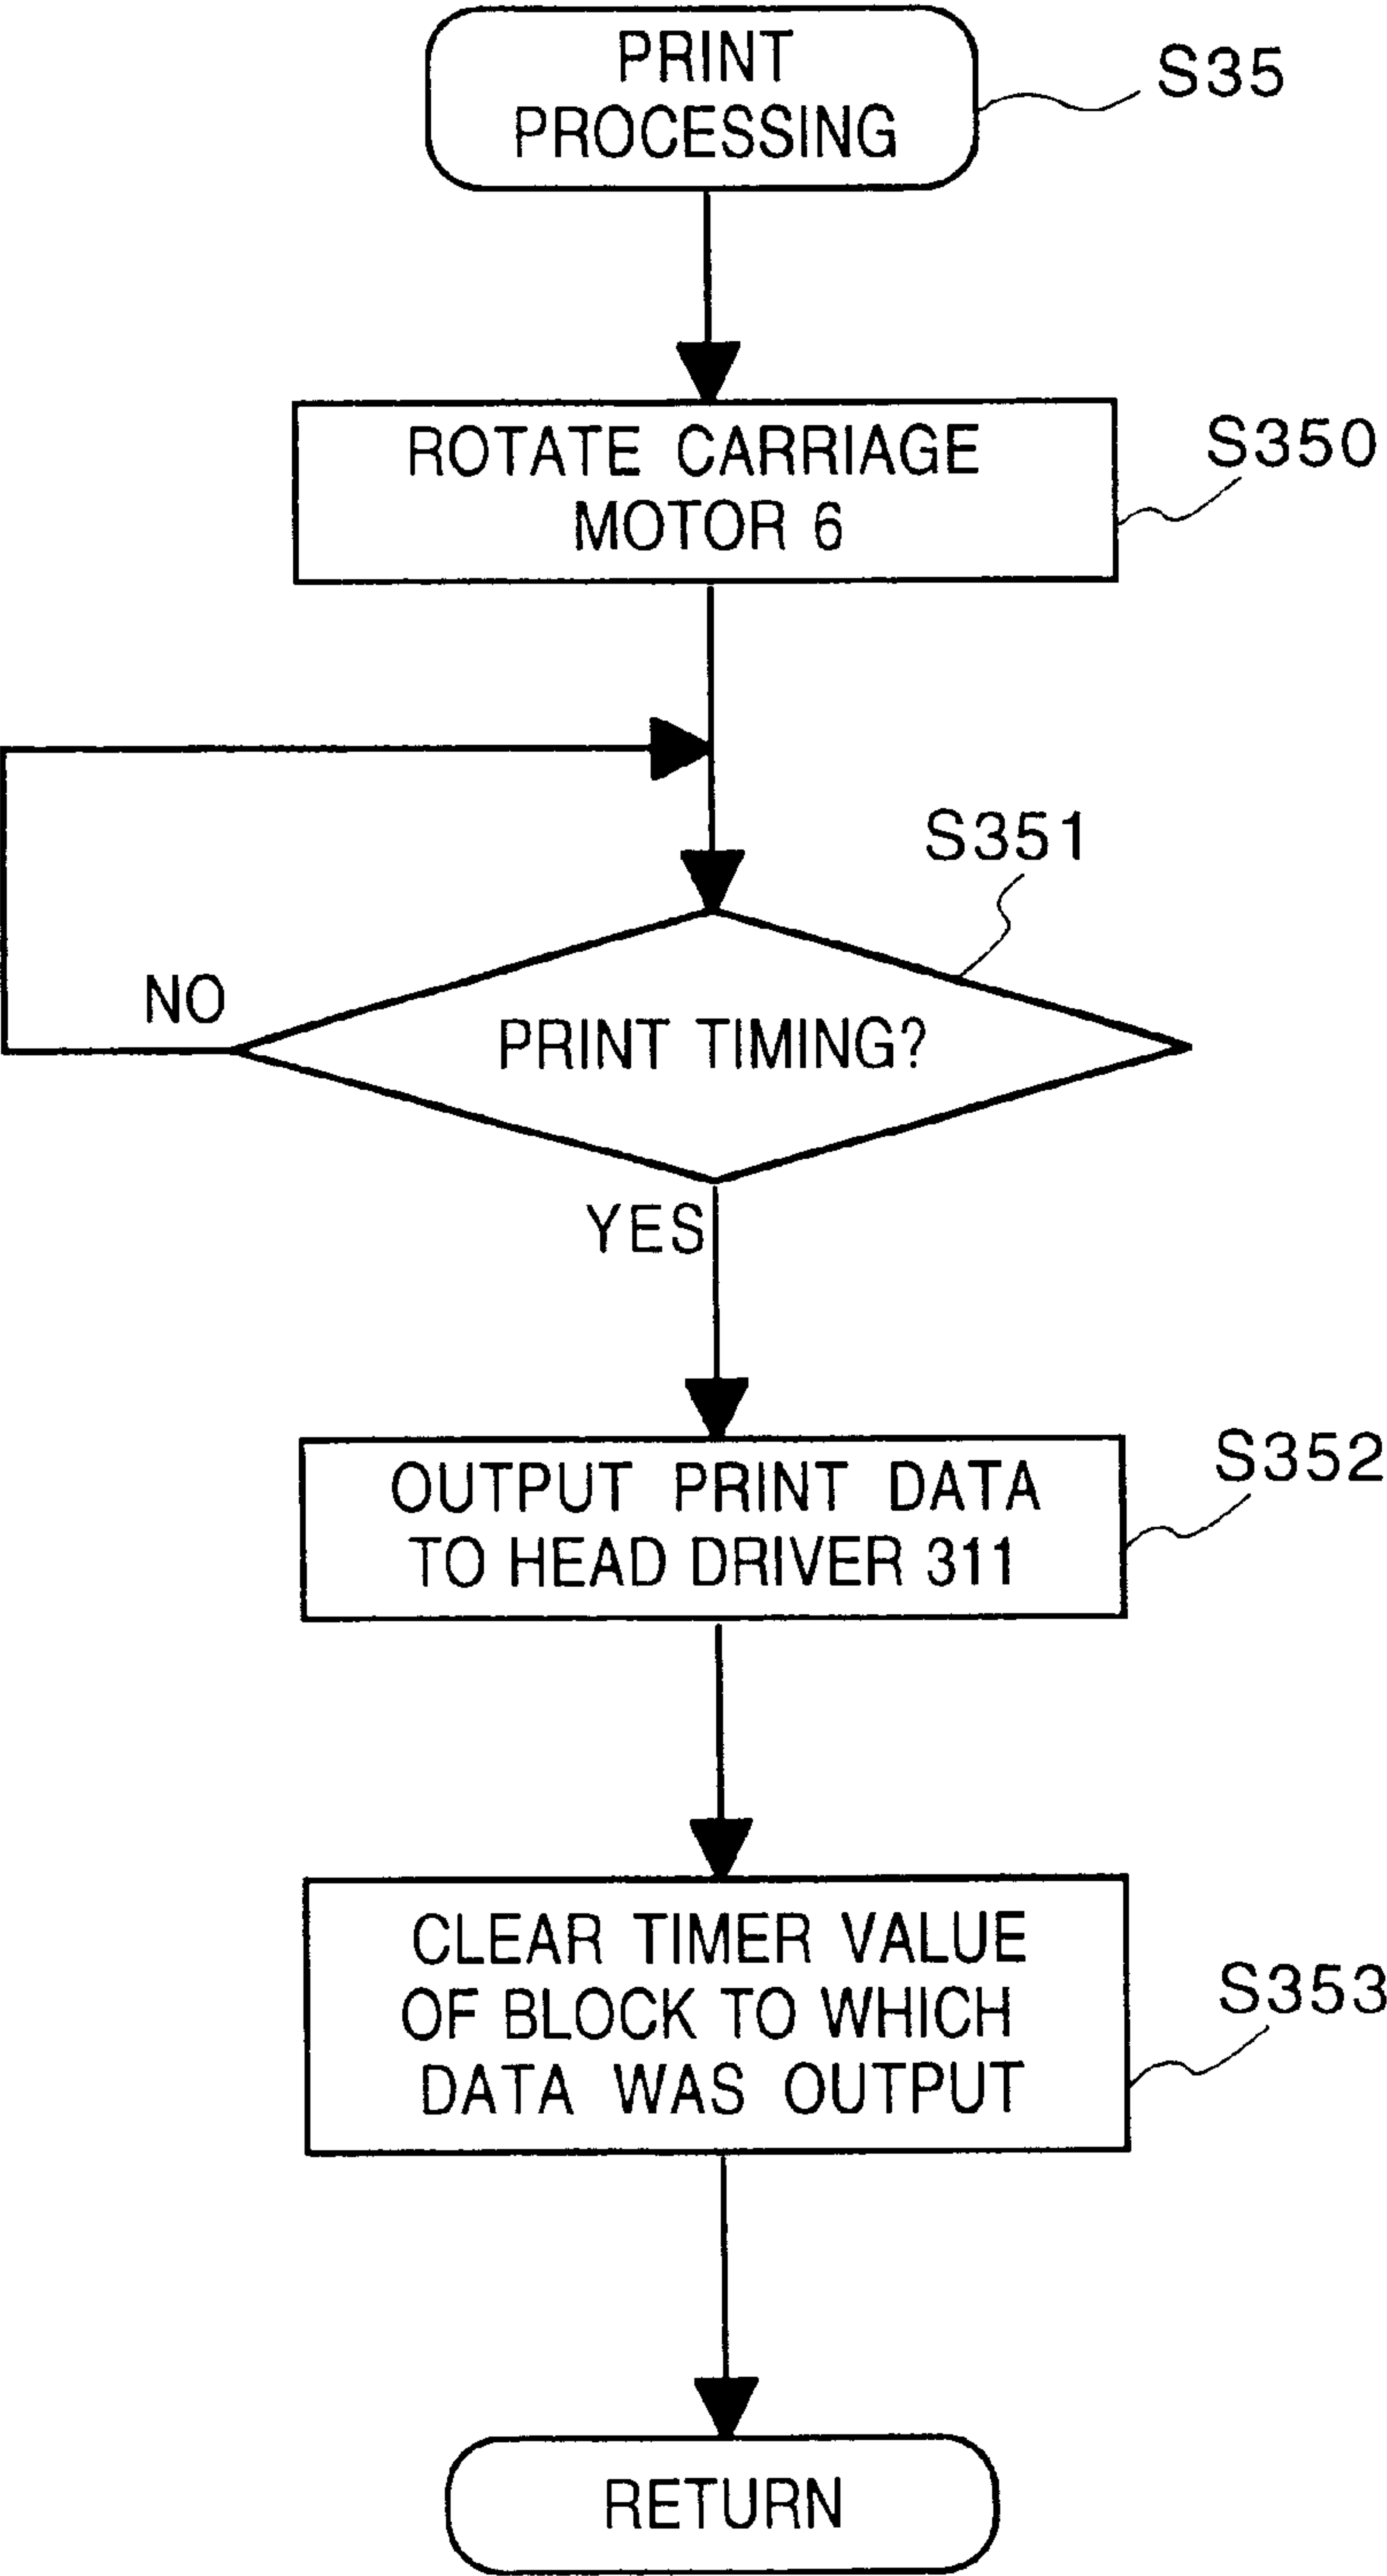 PRINT
PROCESSING
S35
ROTATE CARRIAGE
MOTOR 6
S350
S351
NO
PRINT TIMING?
YES
OUTPUT PRINT DATA
TO HEAD DRIVER 311
S352
CLEAR TIMER VALUE
OF BLOCK TO WHICH
DATA WAS OUTPUT
S353
RETURN